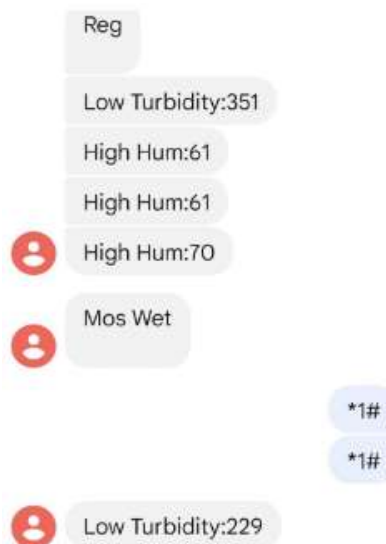 Reg
Low Turbidity:351
High Hum:61
High Hum:61
High Hum:70
Mos Wet
*1#
*1#
Low Turbidity:229